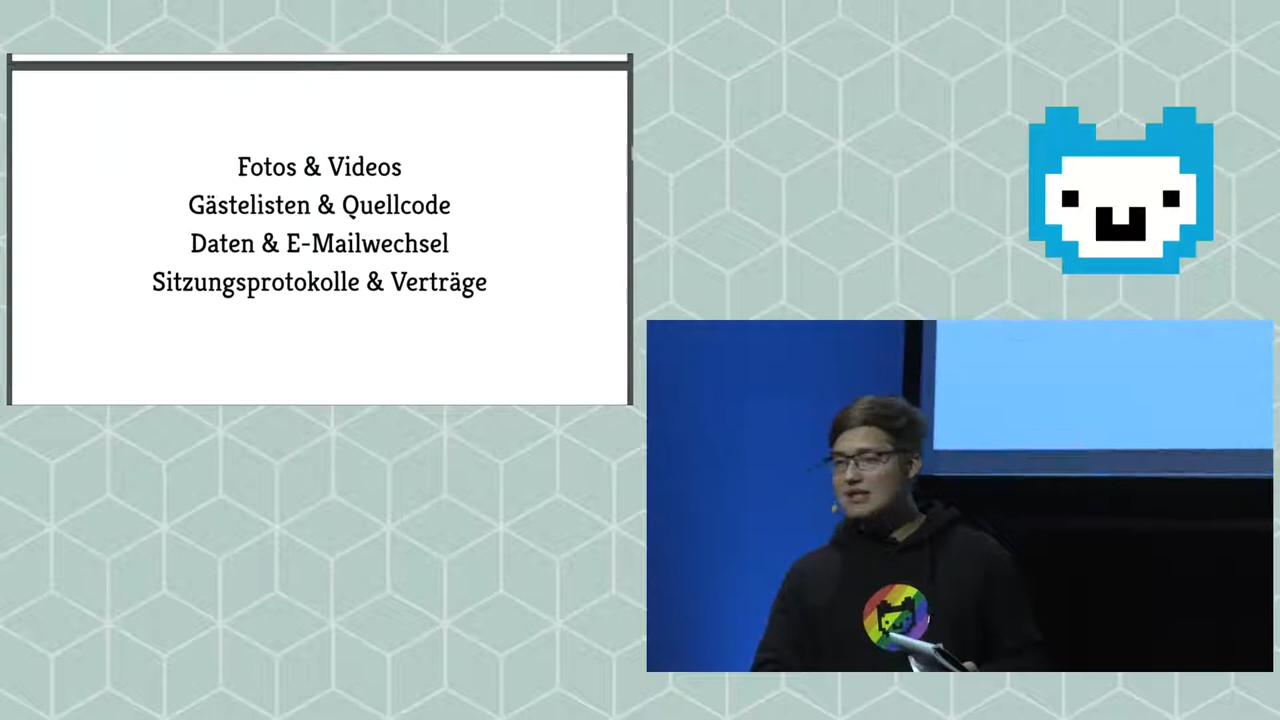 Fotos & Videos
Gästelisten & Quellcode
Daten & E-Mailwechsel
Sitzungsprotokolle & Verträge